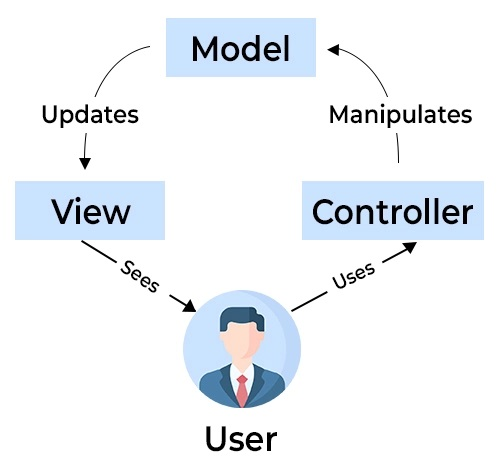 Model
Updates
Manipulates
View
Controller
Sees
Uses
User